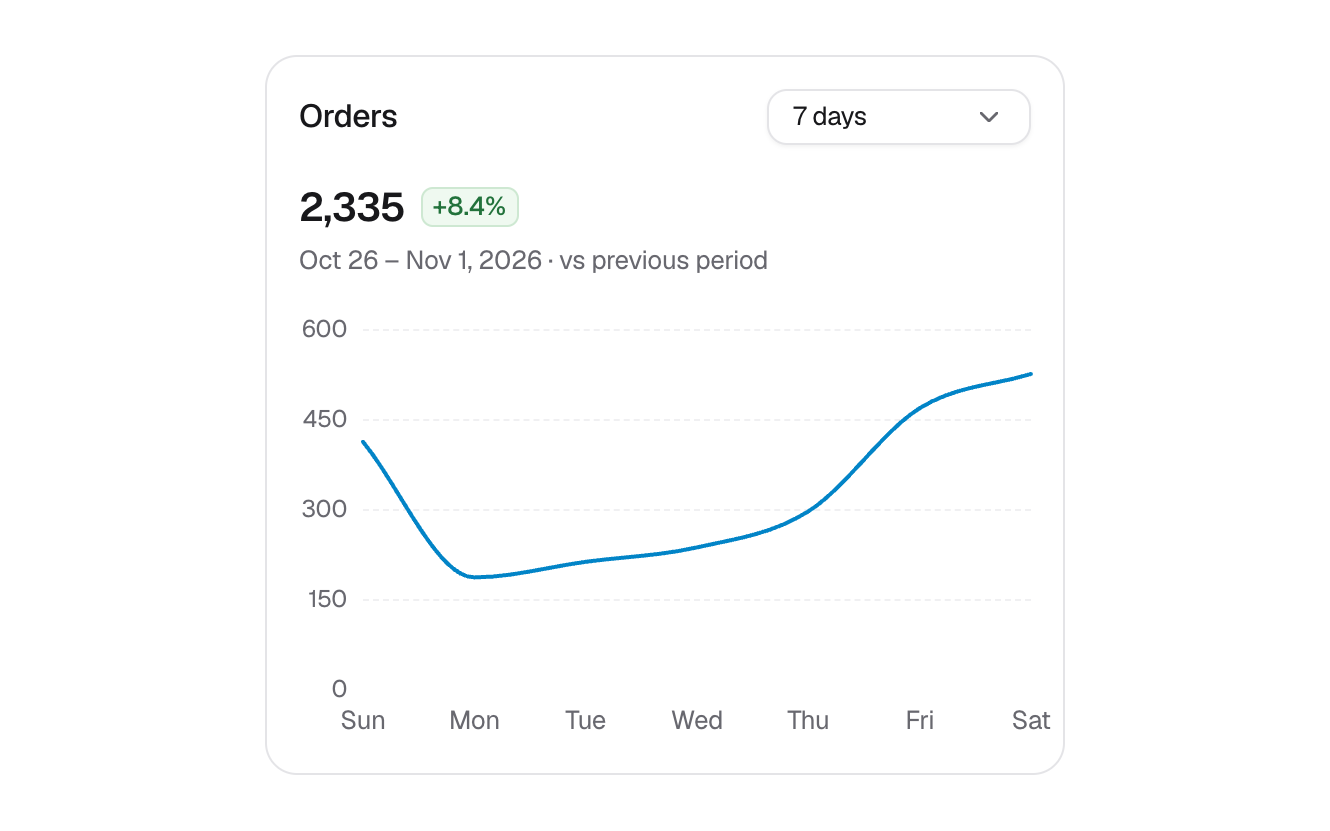 Orders
7 days
2,335 +8.4%
Oct 26 – Nov 1, 2026 · vs previous period
600
450
300
150
0
Sun Mon Tue Wed Thu Fri Sat